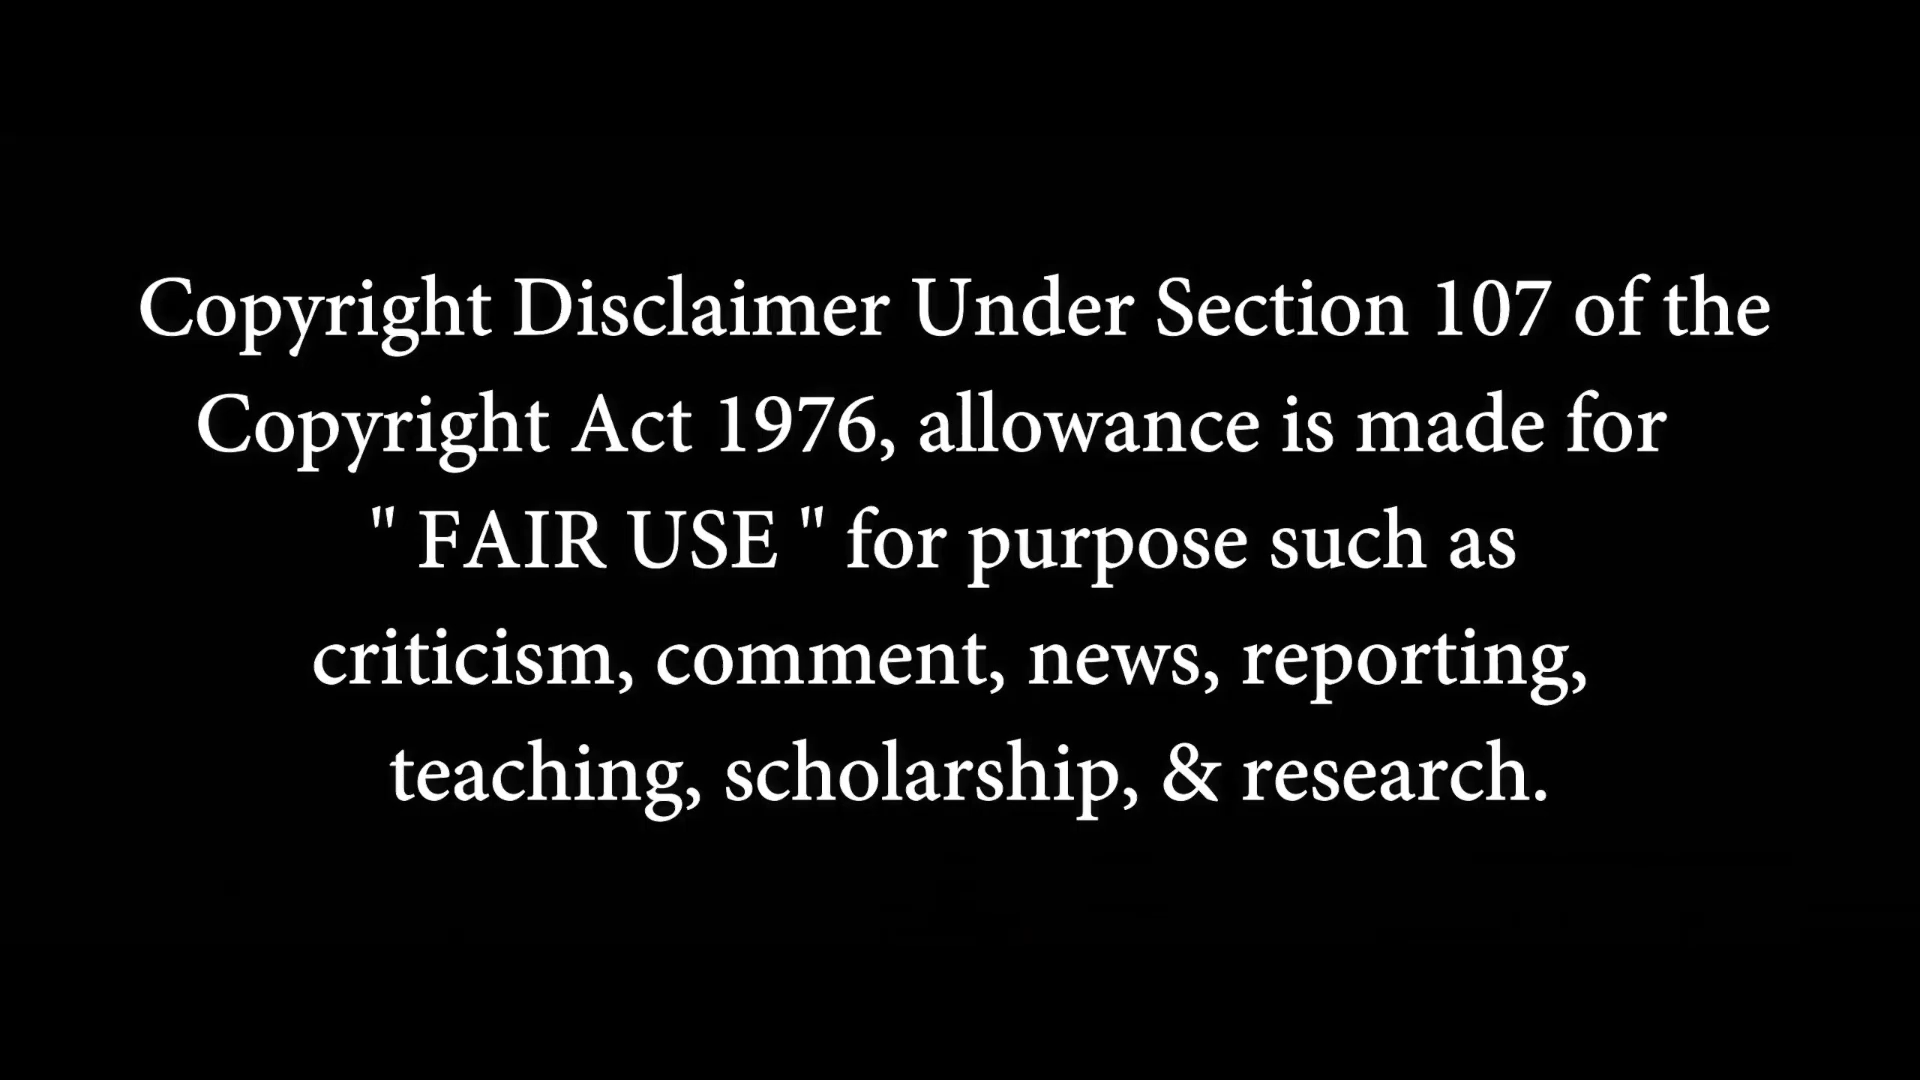 Copyright Disclaimer Under Section 107 of the
Copyright Act 1976, allowance is made for
" FAIR USE " for purpose such as
criticism, comment, news, reporting,
teaching, scholarship, & research.